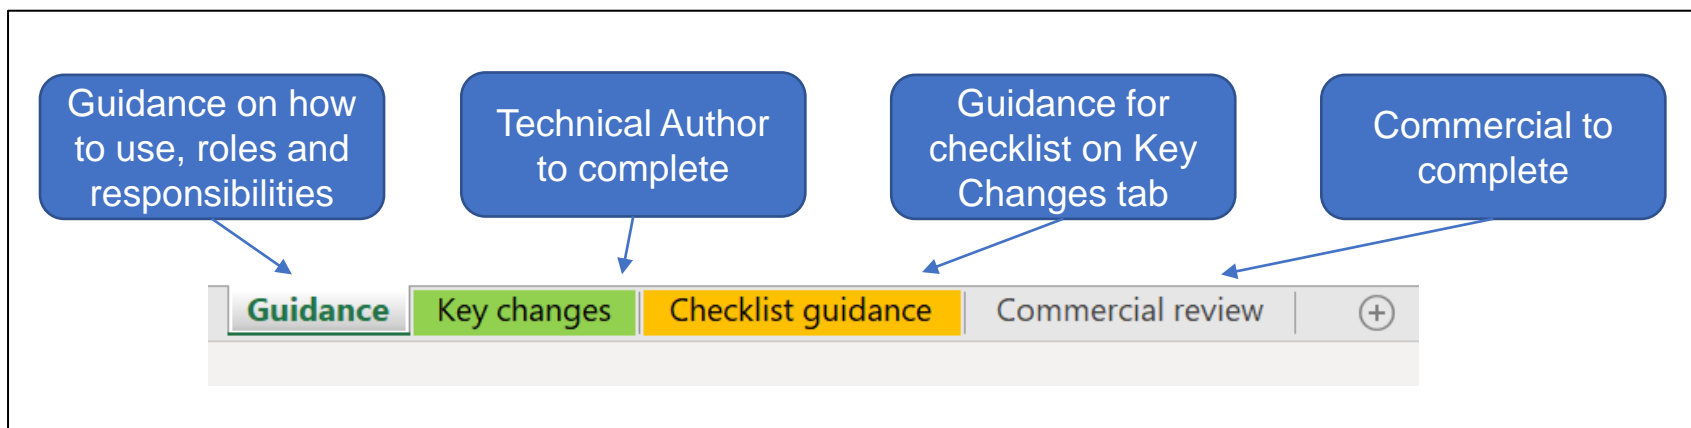 Guidance on how
to use, roles and
responsibilities
Technical Author
to complete
Guidance for
checklist on Key
Changes tab
Commercial to
complete
Guidance
Key changes
Checklist guidance
Commercial review